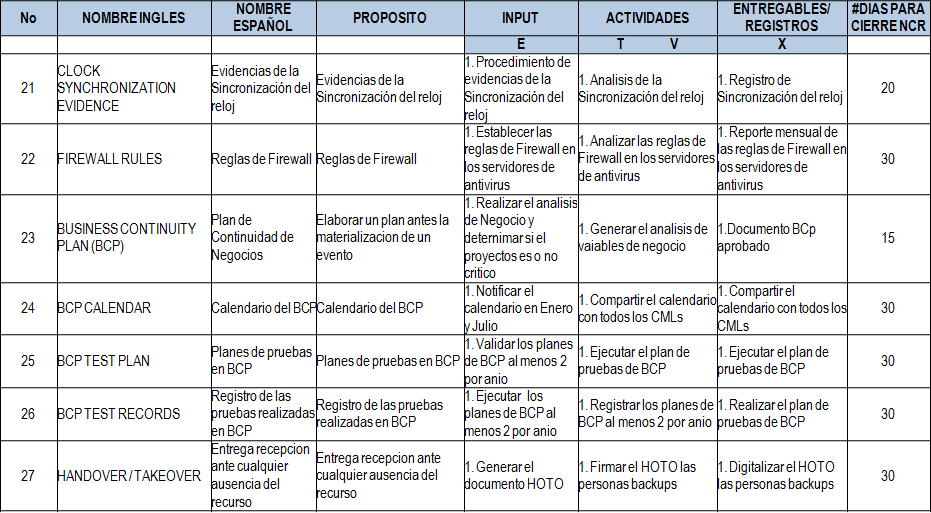 No
NOMBRE INGLES
NOMBRE
ESPAÑOL
PROPOSITO
INPUT
ACTIVIDADES
ENTREGABLES/
REGISTROS
#DIAS PARA
CIERRE NCR
E
T V
X
21
CLOCK
SYNCHRONIZATION
EVIDENCE
Evidencias de la
Sincronización del
reloj
Evidencias de la
Sincronización del reloj
1. Procedimiento de
evidencias de la
Sincronización del
reloj
1. Analisis de la
Sincronización del reloj
1. Registro de
Sincronización del reloj
20
22
FIREWALL RULES
Reglas de Firewall
Reglas de Firewall
1. Establecer las
reglas de Firewall en
los servidores de
antivirus
1. Analizar las reglas de
Firewall en los servidores
de antivirus
1. Reporte mensual de
las reglas de Firewall en
los servidores de
antivirus
30
23
BUSINESS CONTINUITY
PLAN (BCP)
Plan de
Continuidad de
Negocios
Elaborar un plan antes la
materializacion de un
evento
1. Realizar el analisis
de Negocio y
deternimar si el
proyectos es o no
critico
1. Generar el analisis de
vaiables de negocio
1.Documento BCp
aprobado
15
24
BCP CALENDAR
Calendario del BCP
Calendario del BCP
1. Notificar el
calendario en Enero
y Julio
1. Compartir el calendario
con todos los CMLs
1. Compartir el
calendario con todos los
CMLs
30
25
BCP TEST PLAN
Planes de pruebas
en BCP
Planes de pruebas en BCP
1. Validar los planes
de BCP al menos 2
por anio
1. Ejecutar el plan de
pruebas de BCP
1. Ejecutar el plan de
pruebas de BCP
30
26
BCP TEST RECORDS
Registro de las
pruebas realizadas
en BCP
Registro de las pruebas
realizadas en BCP
1. Ejecutar los
planes de BCP al
menos 2 por anio
1. Registrar los planes de
BCP al menos 2 por anio
1. Realizar el plan de
pruebas de BCP
30
27
HANDOVER / TAKEOVER
Entrega recepcion
ante cualquier
ausencia del
recurso
Entrega recepcion ante
cualquier ausencia del
recurso
1. Generar el
documento HOTO
1. Firmar el HOTO las
personas backups
1. Digitalizar el HOTO
las personas backups
30